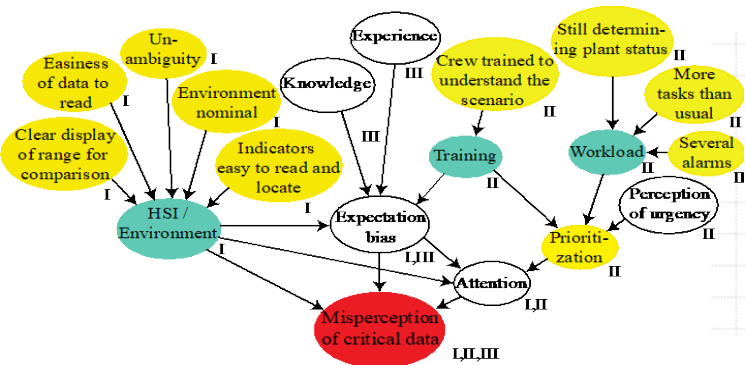 Un-
ambiguity
I
Easiness
of data to
read
I
Environment
nominal
I
Clear display
of range for
comparison
I
Indicators
easy to read and
locate
I
Experience
III
Knowledge
III
Crew trained to
understand the
scenario
II
Still determin-
ing plant status
II
More
tasks than
usual
II
Several
alarms
II
Training
II
Workload
II
Perception
of urgency
II
HSI /
Environment
I
Expectation
bias
I,III
Prioriti-
zation
II
Attention
I,II
Misperception
of critical data
I,II,III